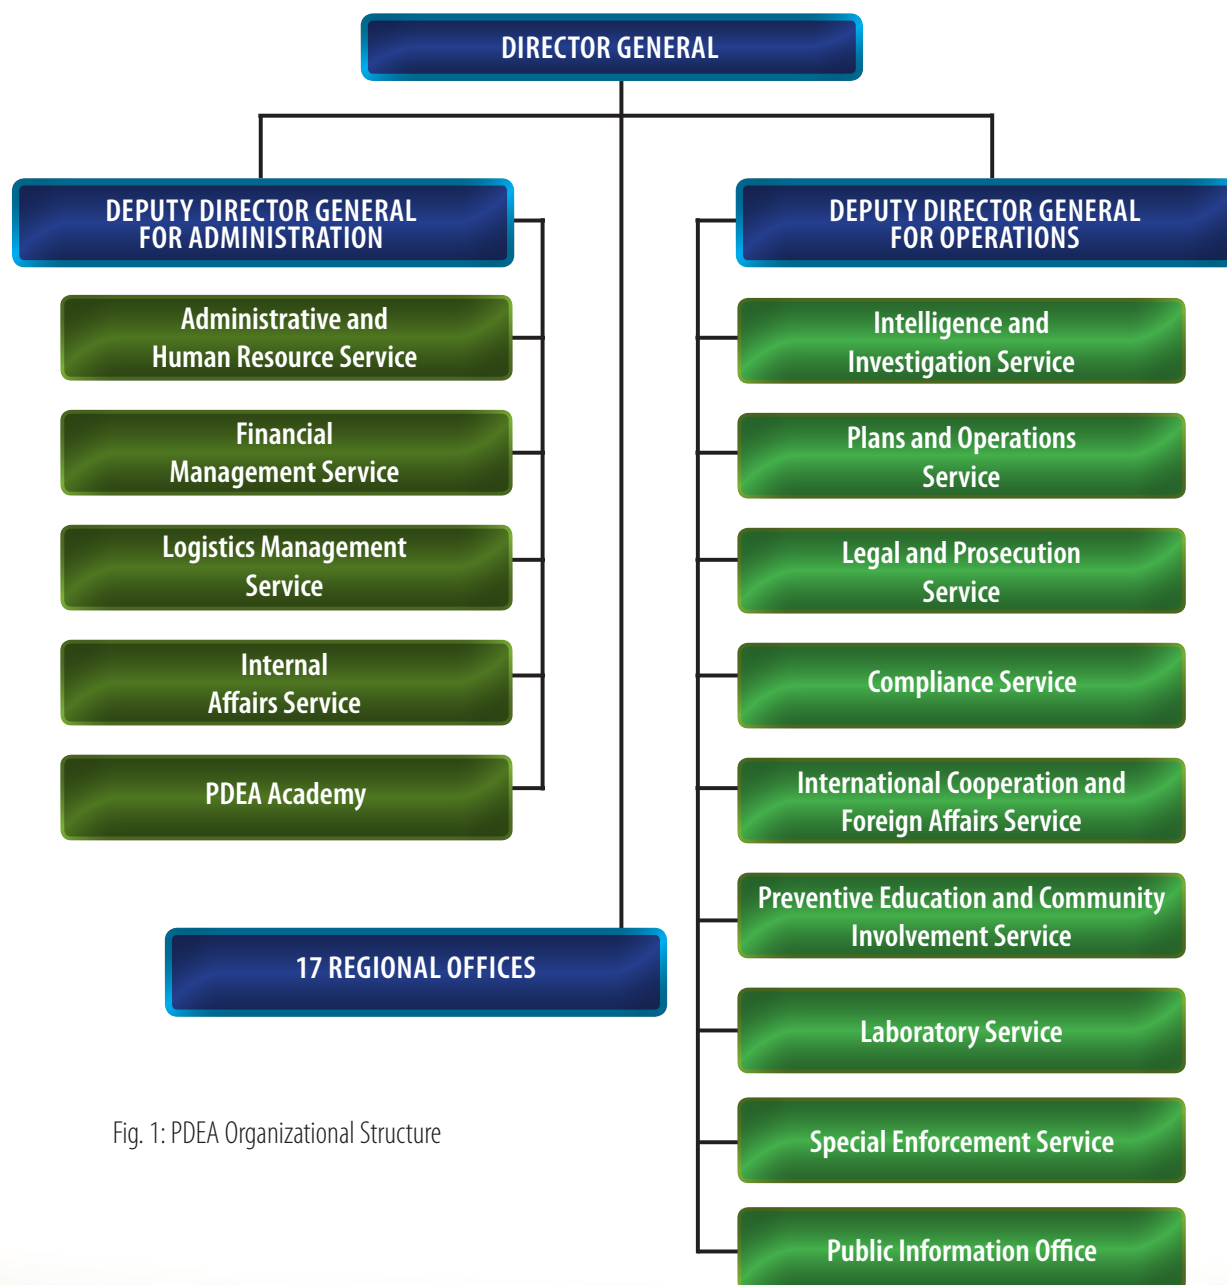 DIRECTOR GENERAL
DEPUTY DIRECTOR GENERAL
FOR ADMINISTRATION
Administrative and
Human Resource Service
Financial
Management Service
Logistics Management
Service
Internal
Affairs Service
PDEA Academy
17 REGIONAL OFFICES
DEPUTY DIRECTOR GENERAL
FOR OPERATIONS
Intelligence and
Investigation Service
Plans and Operations
Service
Legal and Prosecution
Service
Compliance Service
International Cooperation and
Foreign Affairs Service
Preventive Education and Community
Involvement Service
Laboratory Service
Special Enforcement Service
Public Information Office
Fig. 1: PDEA Organizational Structure